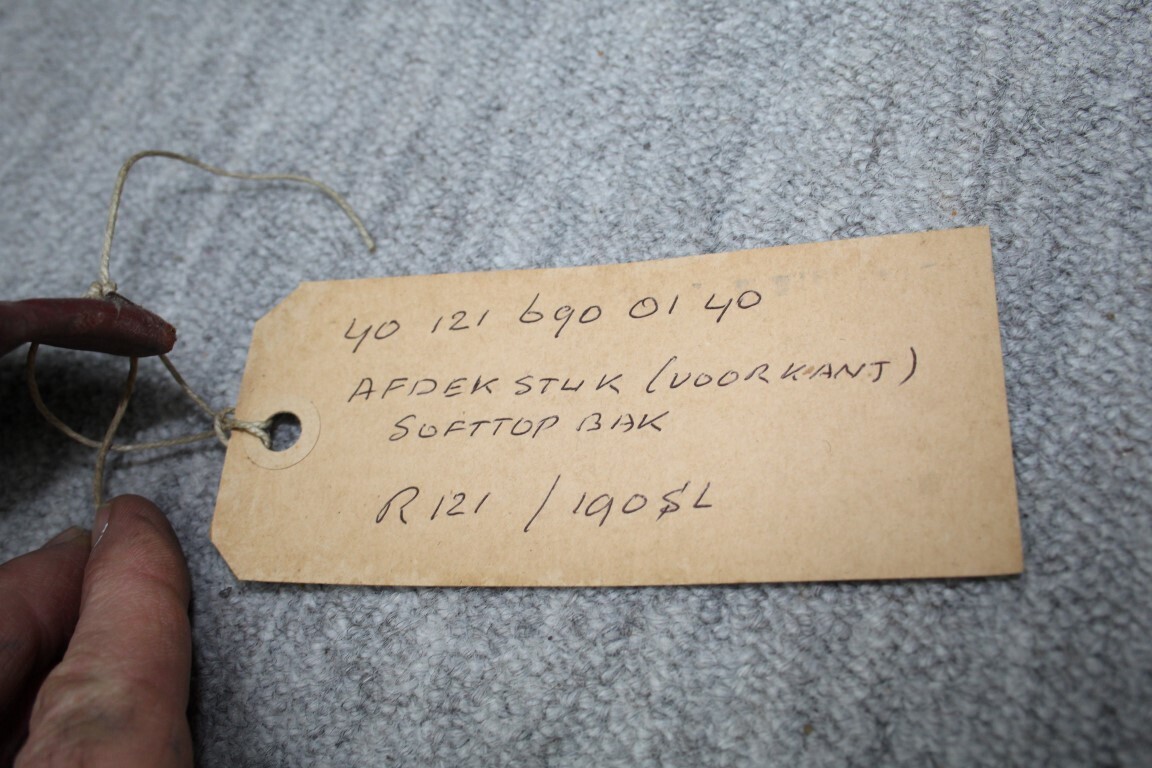 40 121 690 01 40
AFDEKSTUK (VOORKANT)
SOFTTOP BAK
R121 / 190SL